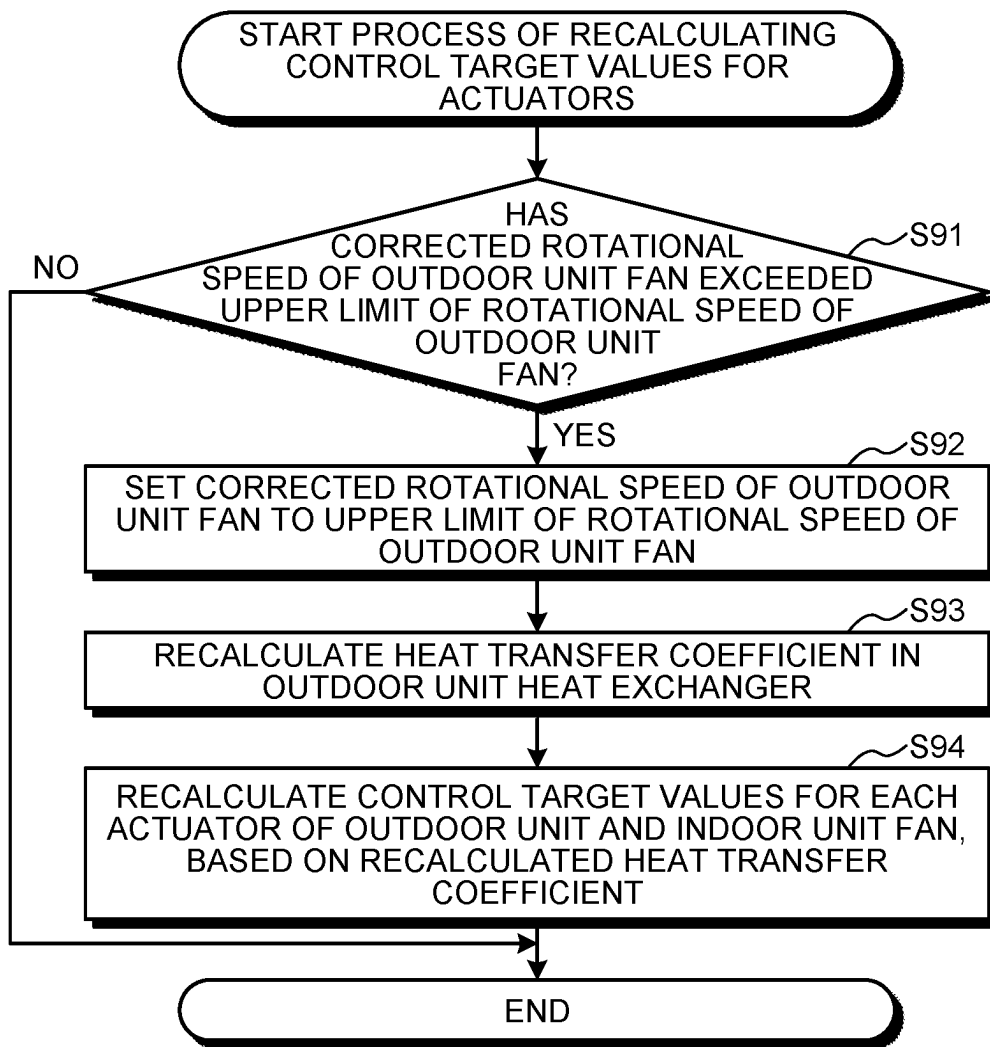 START PROCESS OF RECALCULATING
CONTROL TARGET VALUES FOR
ACTUATORS
HAS
CORRECTED ROTATIONAL
SPEED OF OUTDOOR UNIT FAN EXCEEDED
UPPER LIMIT OF ROTATIONAL SPEED OF
OUTDOOR UNIT
FAN?
S91
NO
YES
S92
SET CORRECTED ROTATIONAL SPEED OF OUTDOOR
UNIT FAN TO UPPER LIMIT OF ROTATIONAL SPEED OF
OUTDOOR UNIT FAN
S93
RECALCULATE HEAT TRANSFER COEFFICIENT IN
OUTDOOR UNIT HEAT EXCHANGER
S94
RECALCULATE CONTROL TARGET VALUES FOR EACH
ACTUATOR OF OUTDOOR UNIT AND INDOOR UNIT FAN,
BASED ON RECALCULATED HEAT TRANSFER
COEFFICIENT
END